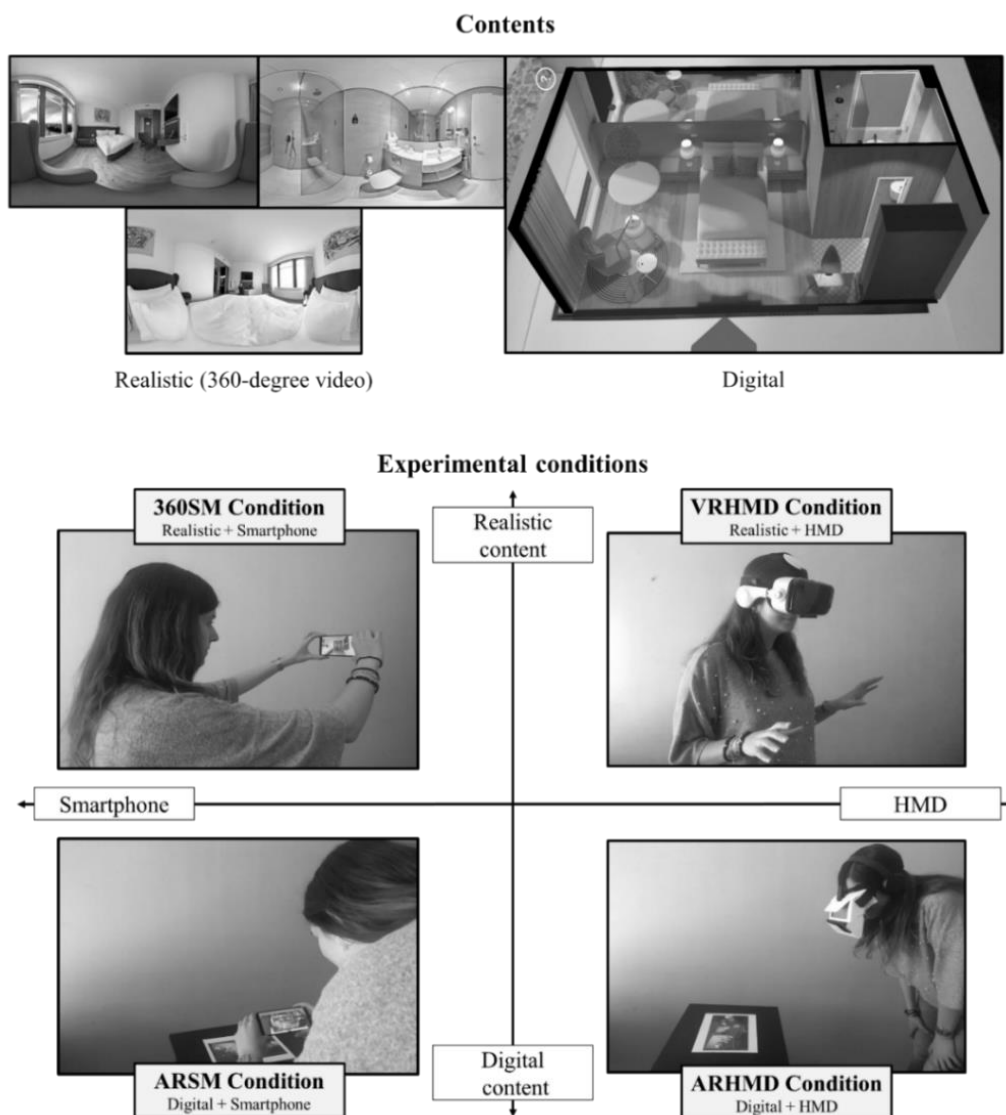 Contents
Realistic (360-degree video)
Digital
Experimental conditions
360SM Condition
Realistic + Smartphone
Realistic
content
VRHMD Condition
Realistic + HMD
Smartphone
HMD
Digital
content
ARSM Condition
Digital + Smartphone
ARHMD Condition
Digital + HMD